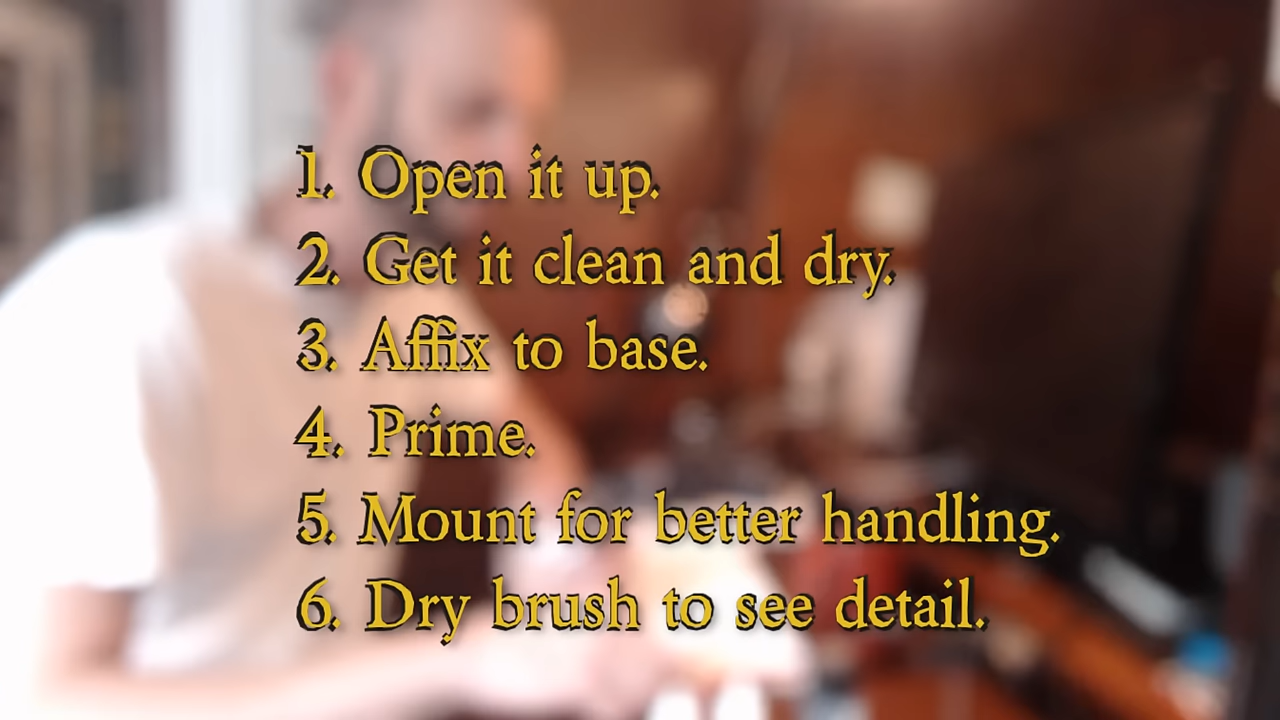 1. Open it up.
2. Get it clean and dry.
3. Affix to base.
4. Prime.
5. Mount for better handling.
6. Dry brush to see detail.